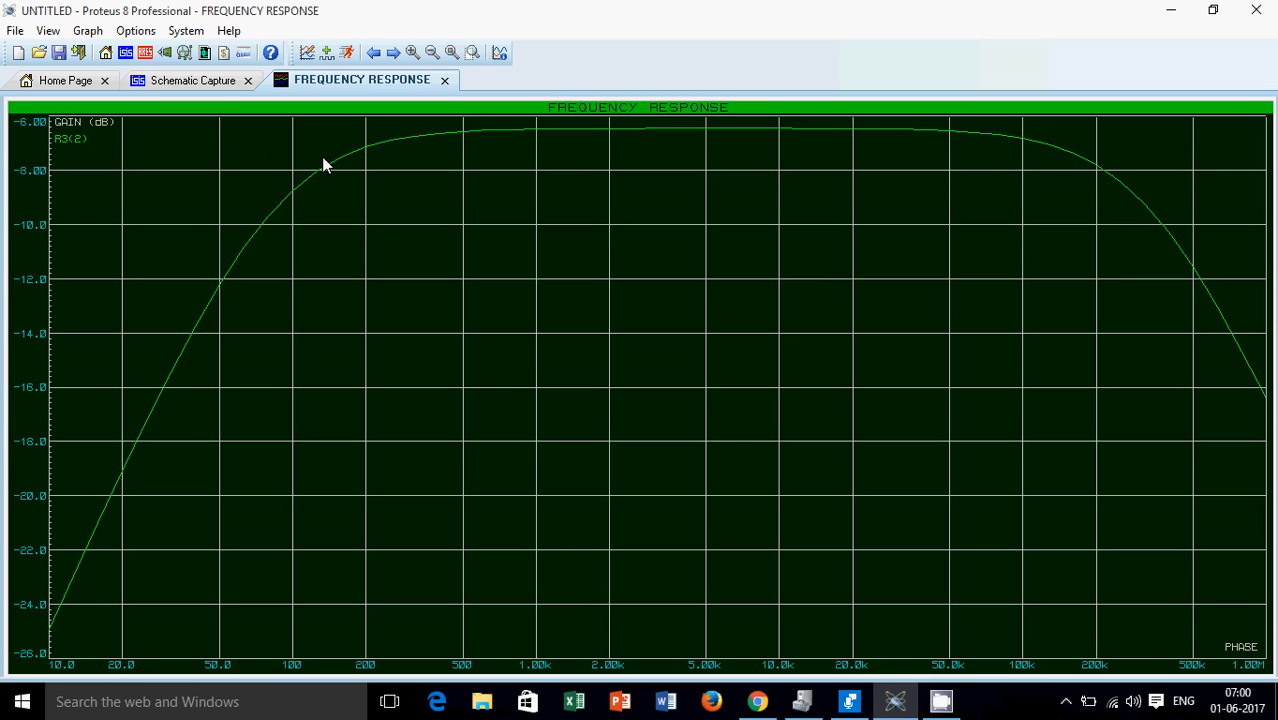 UNTITLED - Proteus 8 Professional - FREQUENCY RESPONSE
File View Graph Options System Help
Home Page Schematic Capture FREQUENCY RESPONSE
FREQUENCY RESPONSE
GAIN (dB)
R3(2)
-6.00
-8.00
-10.0
-12.0
-14.0
-16.0
-18.0
-20.0
-22.0
-24.0
-26.0
PHASE
10.0 20.0 50.0 100 200 500 1.00k 2.00k 5.00k 10.0k 20.0k 50.0k 100k 200k 500k 1.00M
Search the web and Windows
ENG
07:00
01-06-2017